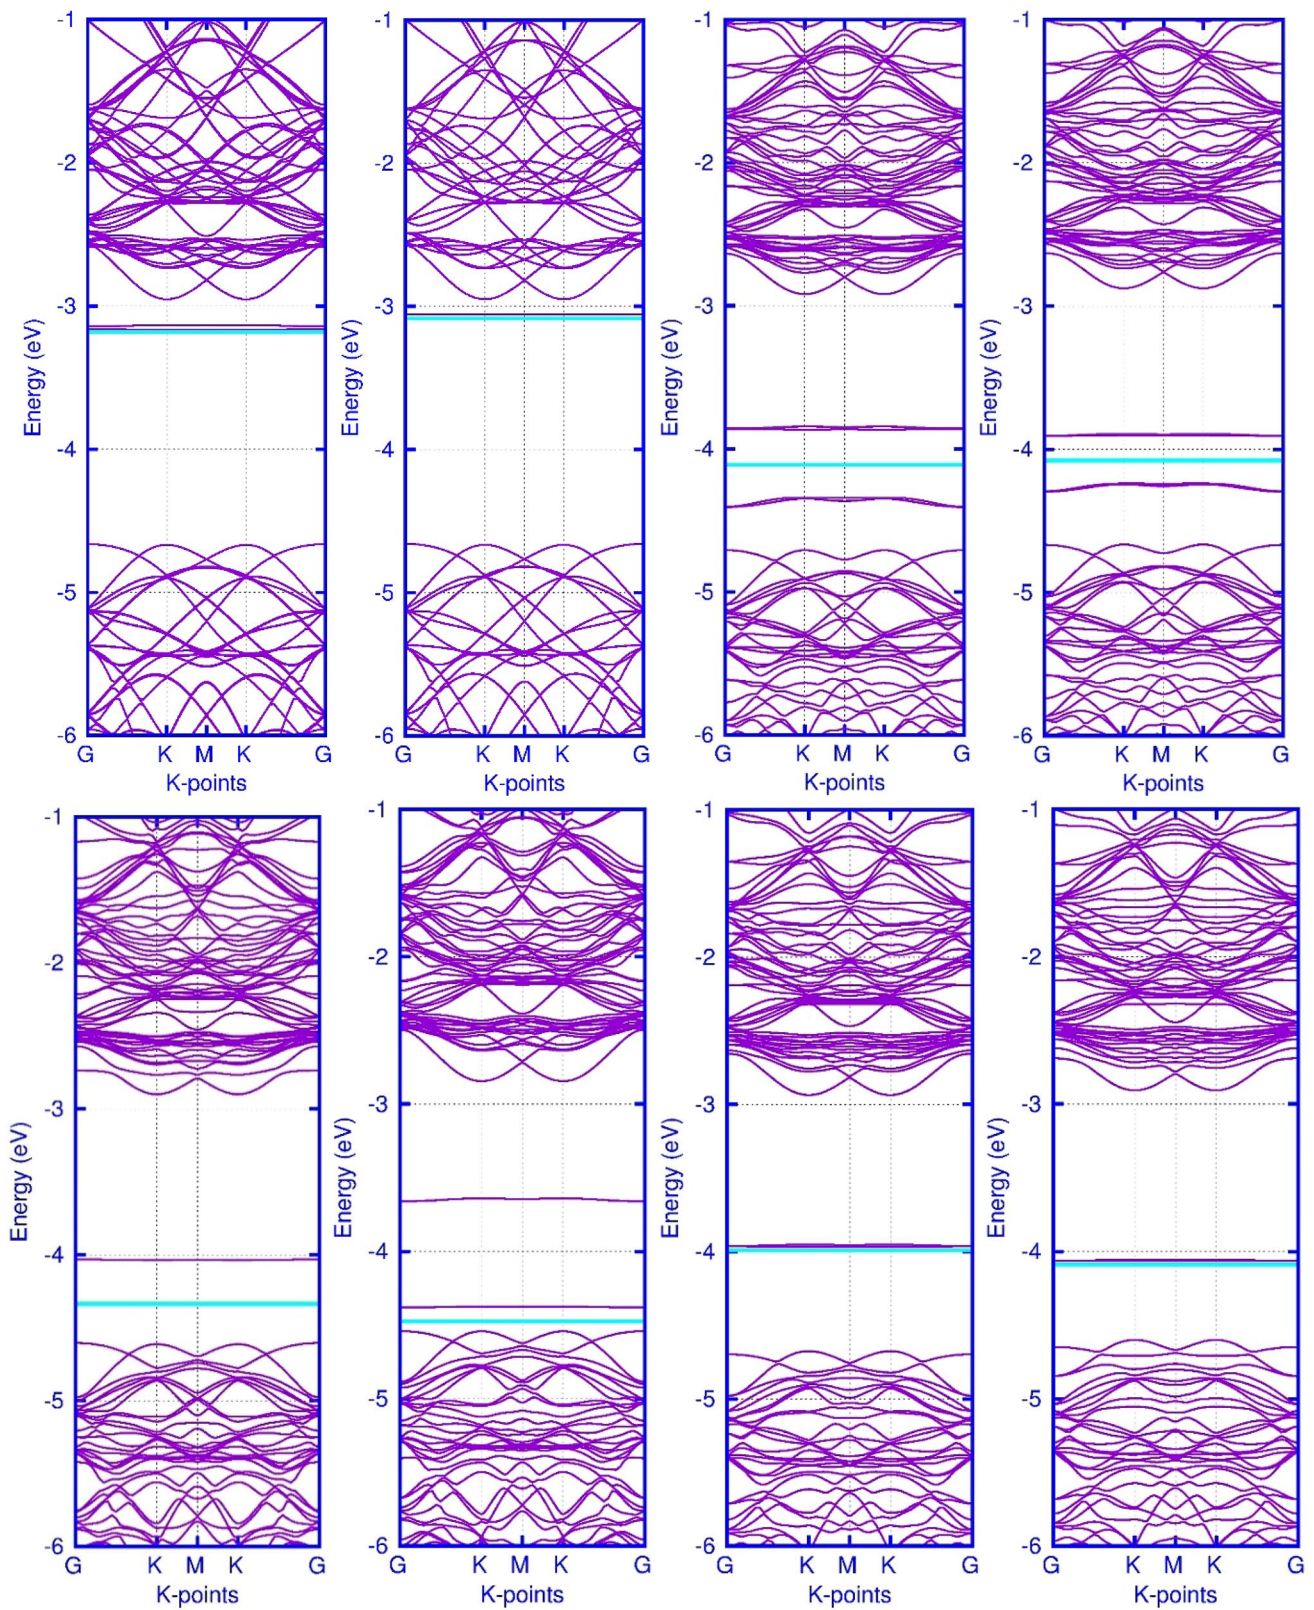 -1 -1 -1 -1
-2 -2 -2 -2
-3 -3 -3 -3
-4 -4 -4 -4
-5 -5 -5 -5
-6 -6 -6 -6
Energy (eV) Energy (eV) Energy (eV) Energy (eV)
G K M K G G K M K G G K M K G G K M K G
K-points K-points K-points K-points
-1 -1 -1 -1
-2 -2 -2 -2
-3 -3 -3 -3
-4 -4 -4 -4
-5 -5 -5 -5
-6 -6 -6 -6
Energy (eV) Energy (eV) Energy (eV) Energy (eV)
G K M K G G K M K G G K M K G G K M K G
K-points K-points K-points K-points